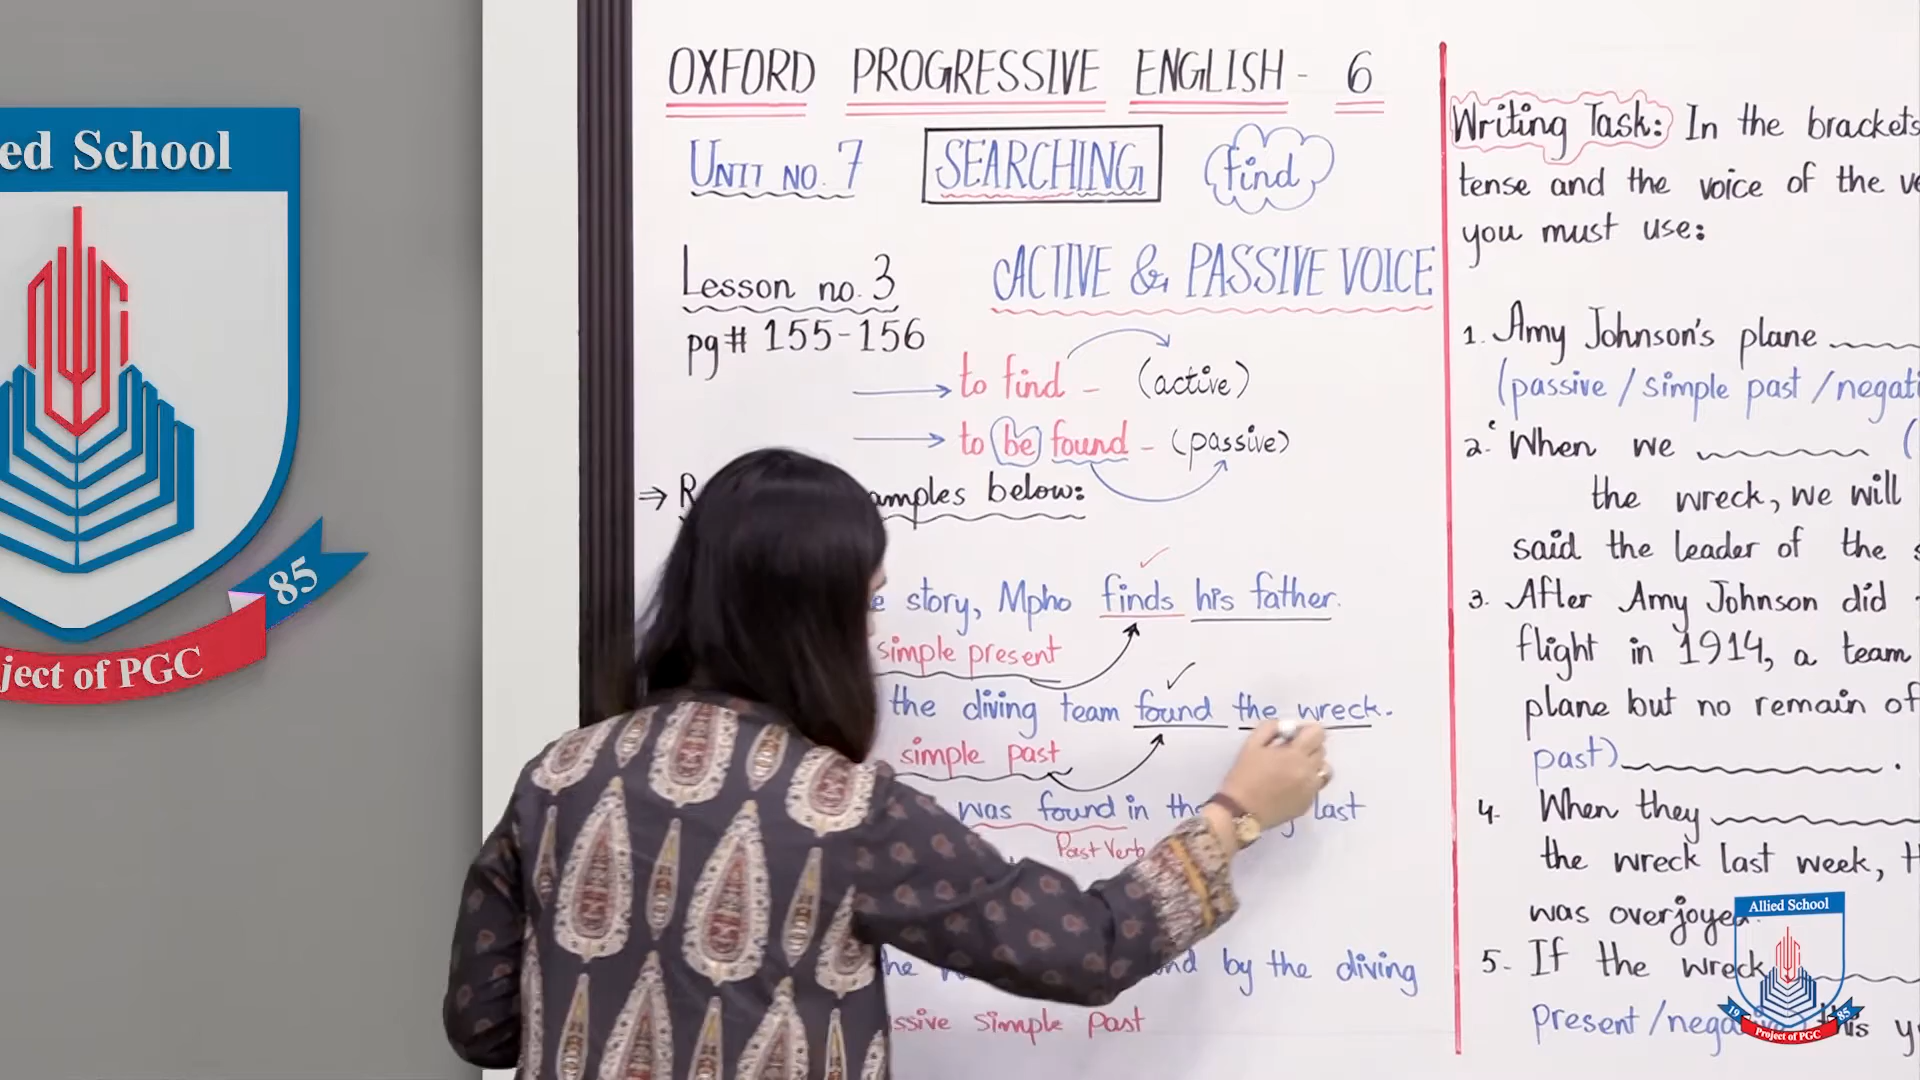 ed School
85
ject of PGC
OXFORD PROGRESSIVE ENGLISH - 6
UNIT NO. 7 SEARCHING find
Lesson no. 3 ACTIVE & PASSIVE VOICE
pg# 155-156
to find - (active)
to be found - (passive)
⇒ R amples below:
e story, Mpho finds his father.
simple present
the diving team found the wreck.
simple past
was found in the last
Past Verb
he by the diving
ssive simple Past
Writing Task: In the brackets
tense and the voice of the ve
you must use:
1. Amy Johnson's plane
(passive / simple past / negati
2. When we (
the wreck, we will
said the leader of the s
3. After Amy Johnson did
flight in 1914, a team
plane but no remain of
past) .
4. When they
the wreck last week, t
was overjoyed
5- If the wreck
present / nega his y
Allied School
19 85
Project of PGC